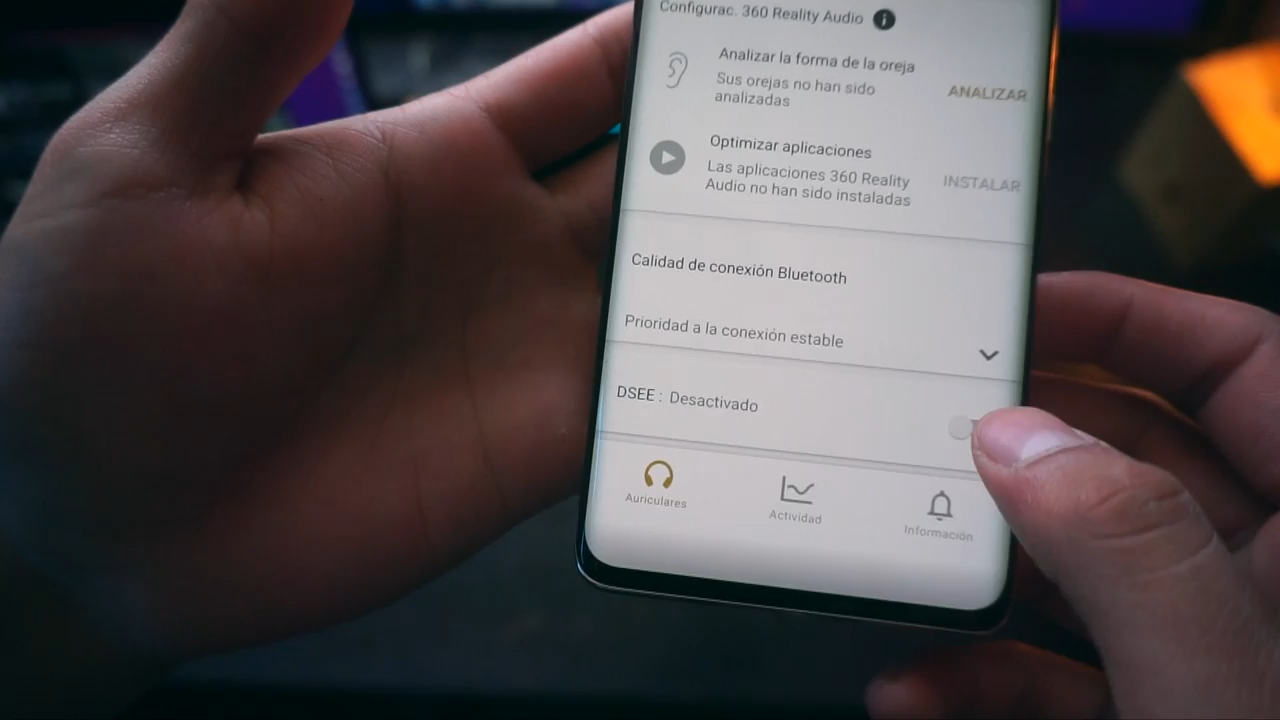 Configurac. 360 Reality Audio
Analizar la forma de la oreja
Sus orejas no han sido
analizadas
ANALIZAR
Optimizar aplicaciones
Las aplicaciones 360 Reality
Audio no han sido instaladas
INSTALAR
Calidad de conexión Bluetooth
Prioridad a la conexión estable
DSEE : Desactivado
Auriculares
Actividad
Información